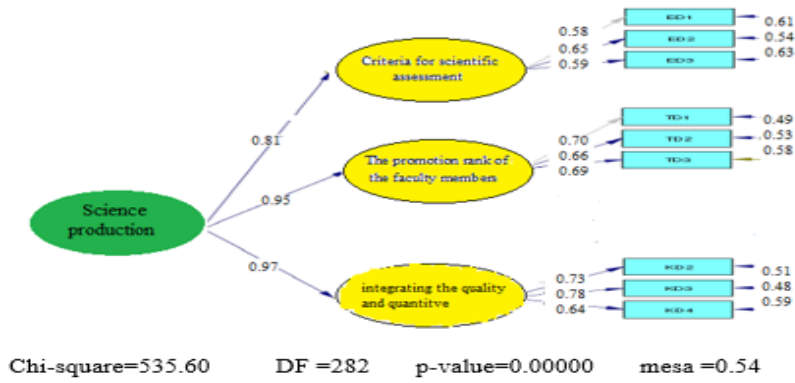 0.58
ED1
0.61
0.65
ED2
0.54
0.59
ED3
0.63
Criteria for scientific
assessment
0.81
0.70
TD1
0.49
0.66
TD2
0.53
0.69
TD3
0.58
The promotion rank of
the faculty members
0.95
Science
production
0.97
0.73
KD2
0.51
0.78
KD3
0.48
0.64
KD4
0.59
integrating the quality
and quantitve
Chi-square=535.60 DF =282 p-value=0.00000 mesa =0.54